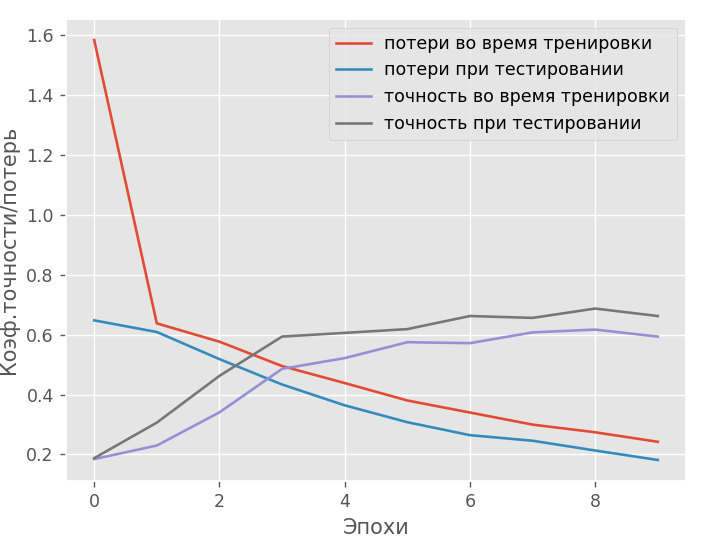 1.6
1.4
1.2
1.0
0.8
0.6
0.4
0.2
Коэф.точности/потерь
потери во время тренировки
потери при тестировании
точность во время тренировки
точность при тестировании
0 2 4 6 8
Эпохи